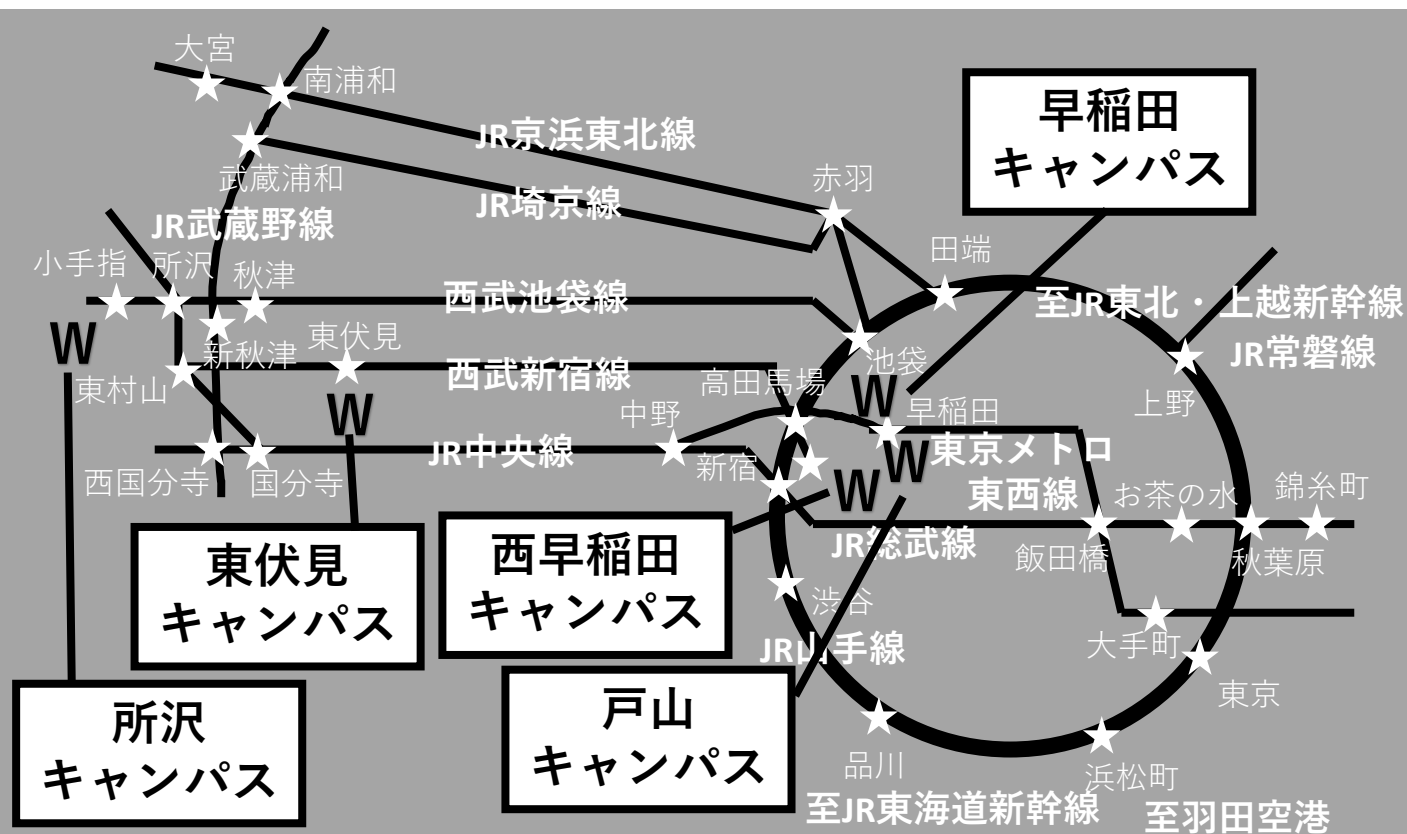 大宮
南浦和
早稲田
キャンパス
JR京浜東北線
武蔵浦和
赤羽
JR埼京線
JR武蔵野線
田端
小手指
所沢
秋津
西武池袋線
至JR東北・上越新幹線
W
新秋津
東伏見
池袋
JR常磐線
東村山
西武新宿線
高田馬場
W
上野
W
中野
早稲田
JR中央線
新宿
W
東京メトロ
東西線
西国分寺
国分寺
W
お茶の水
錦糸町
JR総武線
飯田橋
秋葉原
東伏見
キャンパス
西早稲田
キャンパス
渋谷
JR山手線
大手町
東京
所沢
キャンパス
戸山
キャンパス
品川
浜松町
至JR東海道新幹線
至羽田空港